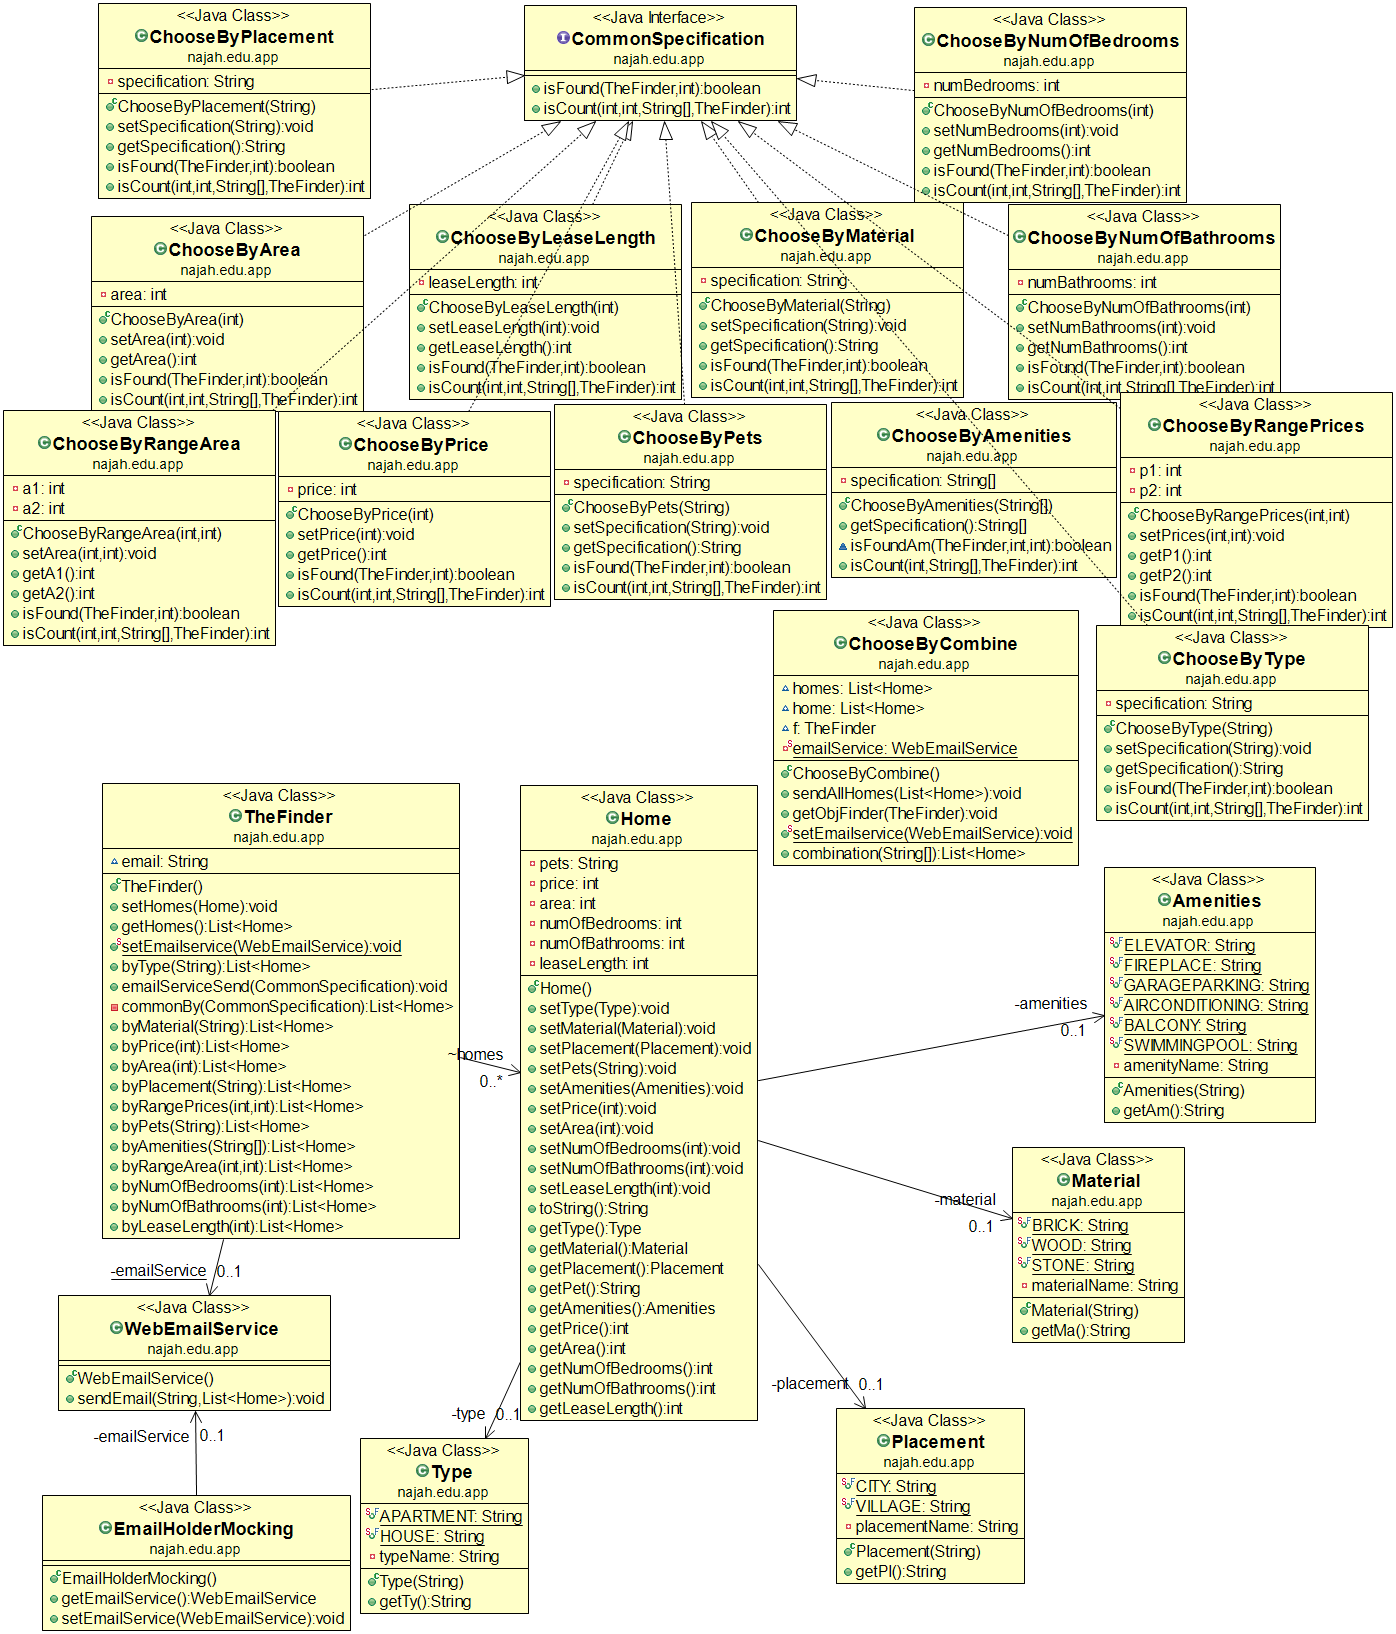 <<Java Class>>
ChooseByPlacement
najah.edu.app
specification: String
ChooseByPlacement(String)
setSpecification(String):void
getSpecification():String
isFound(TheFinder,int):boolean
isCount(int,int,String[],TheFinder):int
<<Java Interface>>
CommonSpecification
najah.edu.app
isFound(TheFinder,int):boolean
isCount(int,int,String[],TheFinder):int
<<Java Class>>
ChooseByNumOfBedrooms
najah.edu.app
numBedrooms: int
ChooseByNumOfBedrooms(int)
setNumBedrooms(int):void
getNumBedrooms():int
isFound(TheFinder,int):boolean
isCount(int,int,String[],TheFinder):int
<<Java Class>>
ChooseByArea
najah.edu.app
area: int
ChooseByArea(int)
setArea(int):void
getArea():int
isFound(TheFinder,int):boolean
isCount(int,int,String[],TheFinder):int
<<Java Class>>
ChooseByLeaseLength
najah.edu.app
leaseLength: int
ChooseByLeaseLength(int)
setLeaseLength(int):void
getLeaseLength():int
isFound(TheFinder,int):boolean
isCount(int,int,String[],TheFinder):int
<<Java Class>>
ChooseByMaterial
najah.edu.app
specification: String
ChooseByMaterial(String)
setSpecification(String):void
getSpecification():String
isFound(TheFinder,int):boolean
isCount(int,int,String[],TheFinder):int
<<Java Class>>
ChooseByNumOfBathrooms
najah.edu.app
numBathrooms: int
ChooseByNumOfBathrooms(int)
setNumBathrooms(int):void
getNumBathrooms():int
isFound(TheFinder,int):boolean
isCount(int,int,String[],TheFinder):int
<<Java Class>>
ChooseByRangeArea
najah.edu.app
a1: int
a2: int
ChooseByRangeArea(int,int)
setArea(int,int):void
getA1():int
getA2():int
isFound(TheFinder,int):boolean
isCount(int,int,String[],TheFinder):int
<<Java Class>>
ChooseByPrice
najah.edu.app
price: int
ChooseByPrice(int)
setPrice(int):void
getPrice():int
isFound(TheFinder,int):boolean
isCount(int,int,String[],TheFinder):int
<<Java Class>>
ChooseByPets
najah.edu.app
specification: String
ChooseByPets(String)
setSpecification(String):void
getSpecification():String
isFound(TheFinder,int):boolean
isCount(int,int,String[],TheFinder):int
<<Java Class>>
ChooseByAmenities
najah.edu.app
specification: String[]
ChooseByAmenities(String[])
getSpecification():String[]
isFoundAm(TheFinder,int,int):boolean
isCount(int,int,String[],TheFinder):int
<<Java Class>>
ChooseByRangePrices
najah.edu.app
p1: int
p2: int
ChooseByRangePrices(int,int)
setPrices(int,int):void
getP1():int
getP2():int
isFound(TheFinder,int):boolean
isCount(int,int,String[],TheFinder):int
<<Java Class>>
ChooseByCombine
najah.edu.app
homes: List<Home>
home: List<Home>
f: TheFinder
emailService: WebEmailService
ChooseByCombine()
sendAllHomes(List<Home>):void
getObjFinder(TheFinder):void
setEmailservice(WebEmailService):void
combination(String[]):List<Home>
<<Java Class>>
ChooseByType
najah.edu.app
specification: String
ChooseByType(String)
setSpecification(String):void
getSpecification():String
isFound(TheFinder,int):boolean
isCount(int,int,String[],TheFinder):int
<<Java Class>>
TheFinder
najah.edu.app
email: String
TheFinder()
setHomes(Home):void
getHomes():List<Home>
setEmailservice(WebEmailService):void
byType(String):List<Home>
emailServiceSend(CommonSpecification):void
commonBy(CommonSpecification):List<Home>
byMaterial(String):List<Home>
byPrice(int):List<Home>
byArea(int):List<Home>
byPlacement(String):List<Home>
byRangePrices(int,int):List<Home>
byPets(String):List<Home>
byAmenities(String[]):List<Home>
byRangeArea(int,int):List<Home>
byNumOfBedrooms(int):List<Home>
byNumOfBathrooms(int):List<Home>
byLeaseLength(int):List<Home>
~homes
0..*
<<Java Class>>
Home
najah.edu.app
pets: String
price: int
area: int
numOfBedrooms: int
numOfBathrooms: int
leaseLength: int
Home()
setType(Type):void
setMaterial(Material):void
setPlacement(Placement):void
setPets(String):void
setAmenities(Amenities):void
setPrice(int):void
setArea(int):void
setNumOfBedrooms(int):void
setNumOfBathrooms(int):void
setLeaseLength(int):void
toString():String
getType():Type
getMaterial():Material
getPlacement():Placement
getPet():String
getAmenities():Amenities
getPrice():int
getArea():int
getNumOfBedrooms():int
getNumOfBathrooms():int
getLeaseLength():int
-amenities
0..1
<<Java Class>>
Amenities
najah.edu.app
ELEVATOR: String
FIREPLACE: String
GARAGEPARKING: String
AIRCONDITIONING: String
BALCONY: String
SWIMMINGPOOL: String
amenityName: String
Amenities(String)
getAm():String
-material
0..1
<<Java Class>>
Material
najah.edu.app
BRICK: String
WOOD: String
STONE: String
materialName: String
Material(String)
getMa():String
-emailService 0..1
<<Java Class>>
WebEmailService
najah.edu.app
WebEmailService()
sendEmail(String,List<Home>):void
-emailService 0..1
<<Java Class>>
EmailHolderMocking
najah.edu.app
EmailHolderMocking()
getEmailService():WebEmailService
setEmailService(WebEmailService):void
-type 0..1
<<Java Class>>
Type
najah.edu.app
APARTMENT: String
HOUSE: String
typeName: String
Type(String)
getTy():String
-placement 0..1
<<Java Class>>
Placement
najah.edu.app
CITY: String
VILLAGE: String
placementName: String
Placement(String)
getPl():String